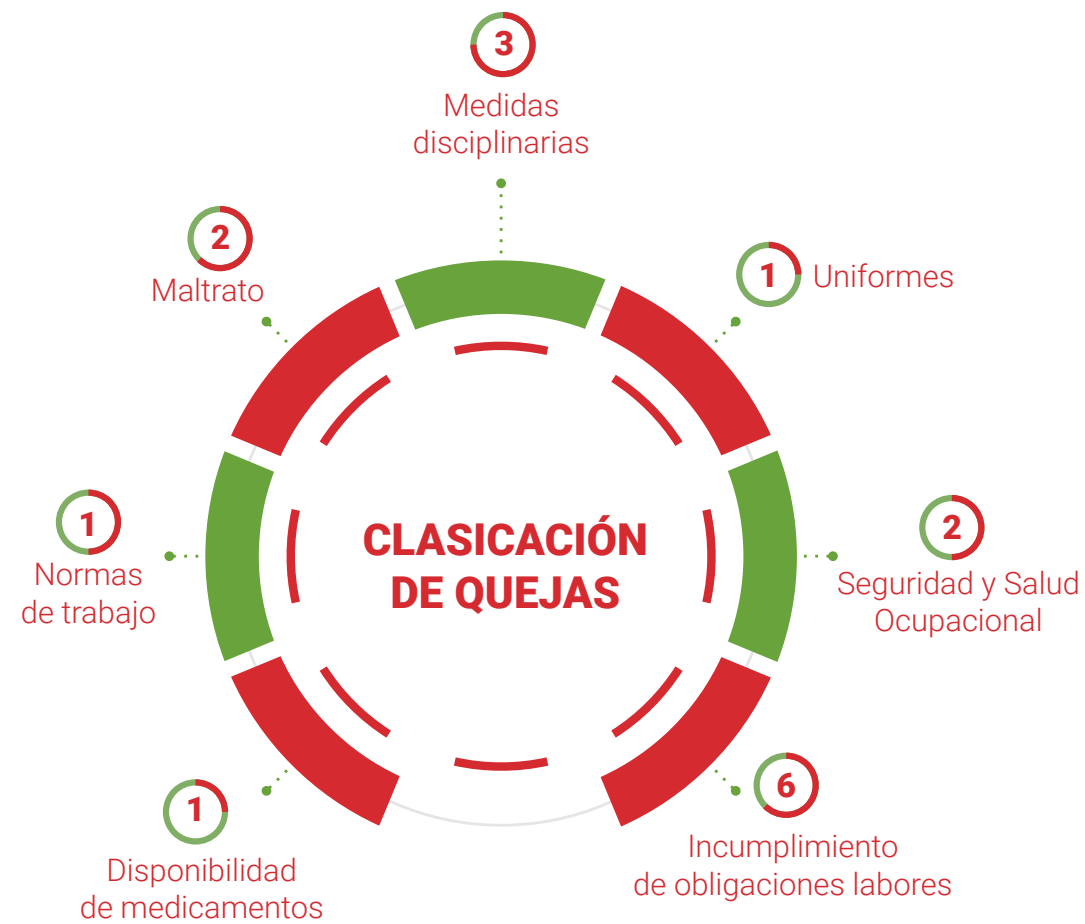 3
Medidas
disciplinarias
2
Maltrato
1
Uniformes
1
Normas
de trabajo
CLASICACIÓN
DE QUEJAS
2
Seguridad y Salud
Ocupacional
1
Disponibilidad
de medicamentos
6
Incumplimiento
de obligaciones labores